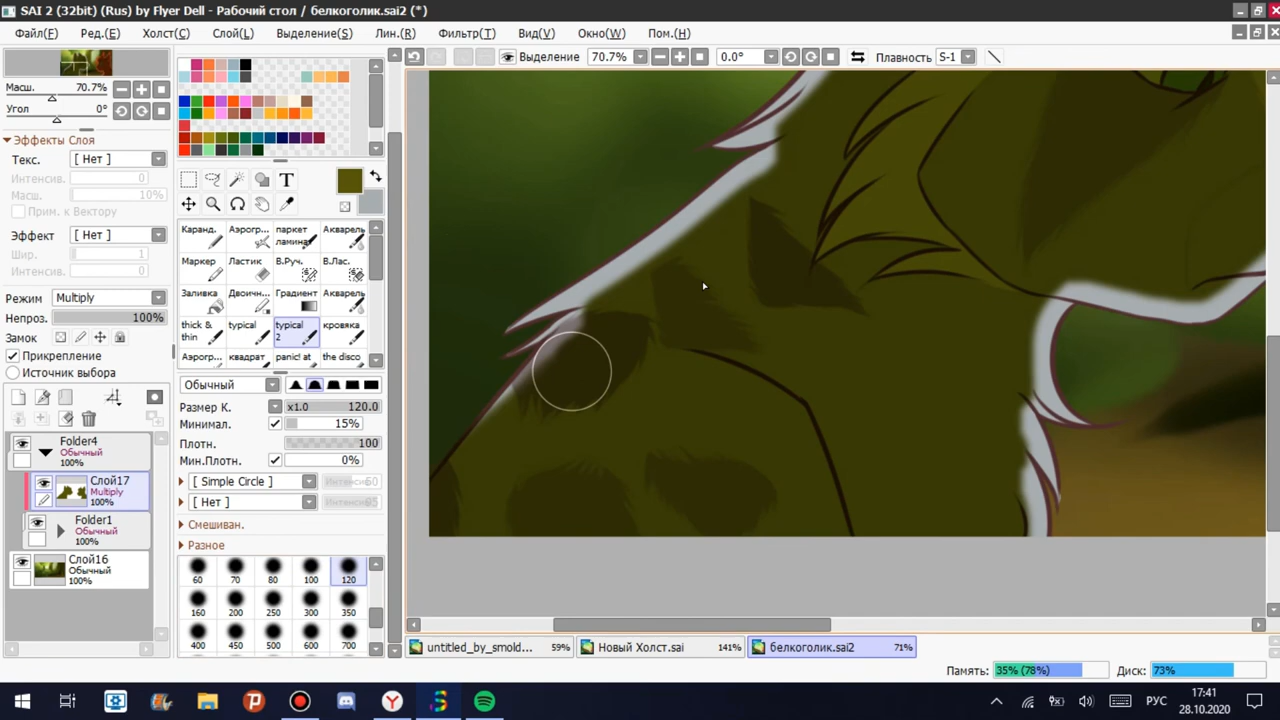 SAI 2 (32bit) (Rus) by Flyer Dell - Рабочий стол / белкоголик.sai2 (*)
Файл(F) Ред.(E) Холст(C) Слой(L) Выделение(S) Лин.(R) Фильтр(T) Вид(V) Окно(W) Пом.(H)
Выделение 70.7% 0.0° Плавность S-1
Масш. 70.7%
Угол 0°
Эффекты Слоя
Текс. [ Нет ]
Интенсив. 0
Масш. 10%
Прим. к Вектору
Эффект [ Нет ]
Шир. 1
Интенсив. 0
Режим Multiply
Непроз. 100%
Замок
Прикрепление
Источник выбора
Folder4
Обычный
100%
Слой17
Multiply
100%
Folder1
Обычный
100%
Слой16
Обычный
100%
T
Каранд. Аэрогр. паркет ламина Акварель
Маркер Ластик В.Руч. В.Лас.
Заливка Двоичн. Градиент Акварель
thick & thin typical typical 2 кровяка
Аэрогр. квадрат panic! at the disco
Обычный
Размер К. x1.0 120.0
Минимал. 15%
Плотн. 100
Мин.Плотн. 0%
[ Simple Circle ]
[ Нет ]
Смешиван.
Разное
60 70 80 100 120
160 200 250 300 350
400 450 500 600 700
untitled_by_smold... 59% Новый Холст.sai 141% белкоголик.sai2 71%
Память: 35% (78%) Диск: 73%
РУС 17:41
28.10.2020